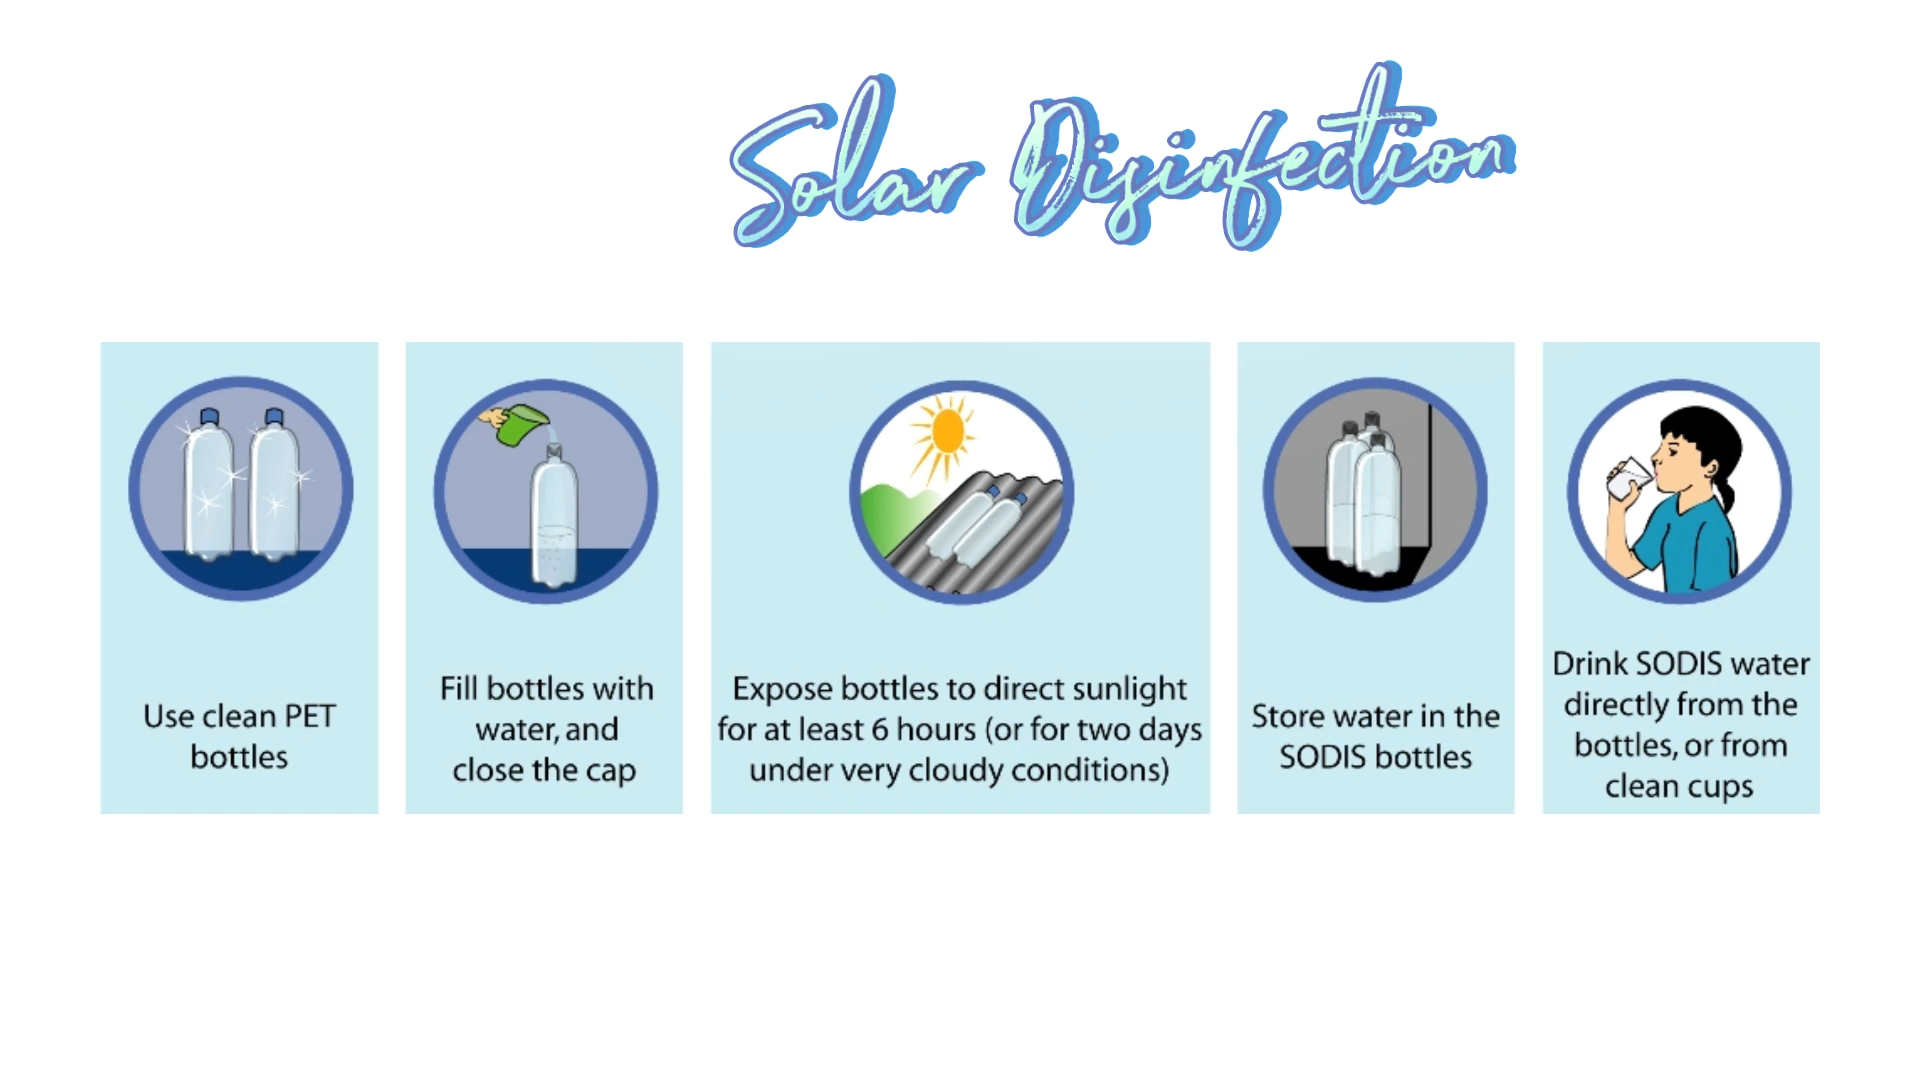 Solar Disinfection
Use clean PET
bottles
Fill bottles with
water, and
close the cap
Expose bottles to direct sunlight
for at least 6 hours (or for two days
under very cloudy conditions)
Store water in the
SODIS bottles
Drink SODIS water
directly from the
bottles, or from
clean cups